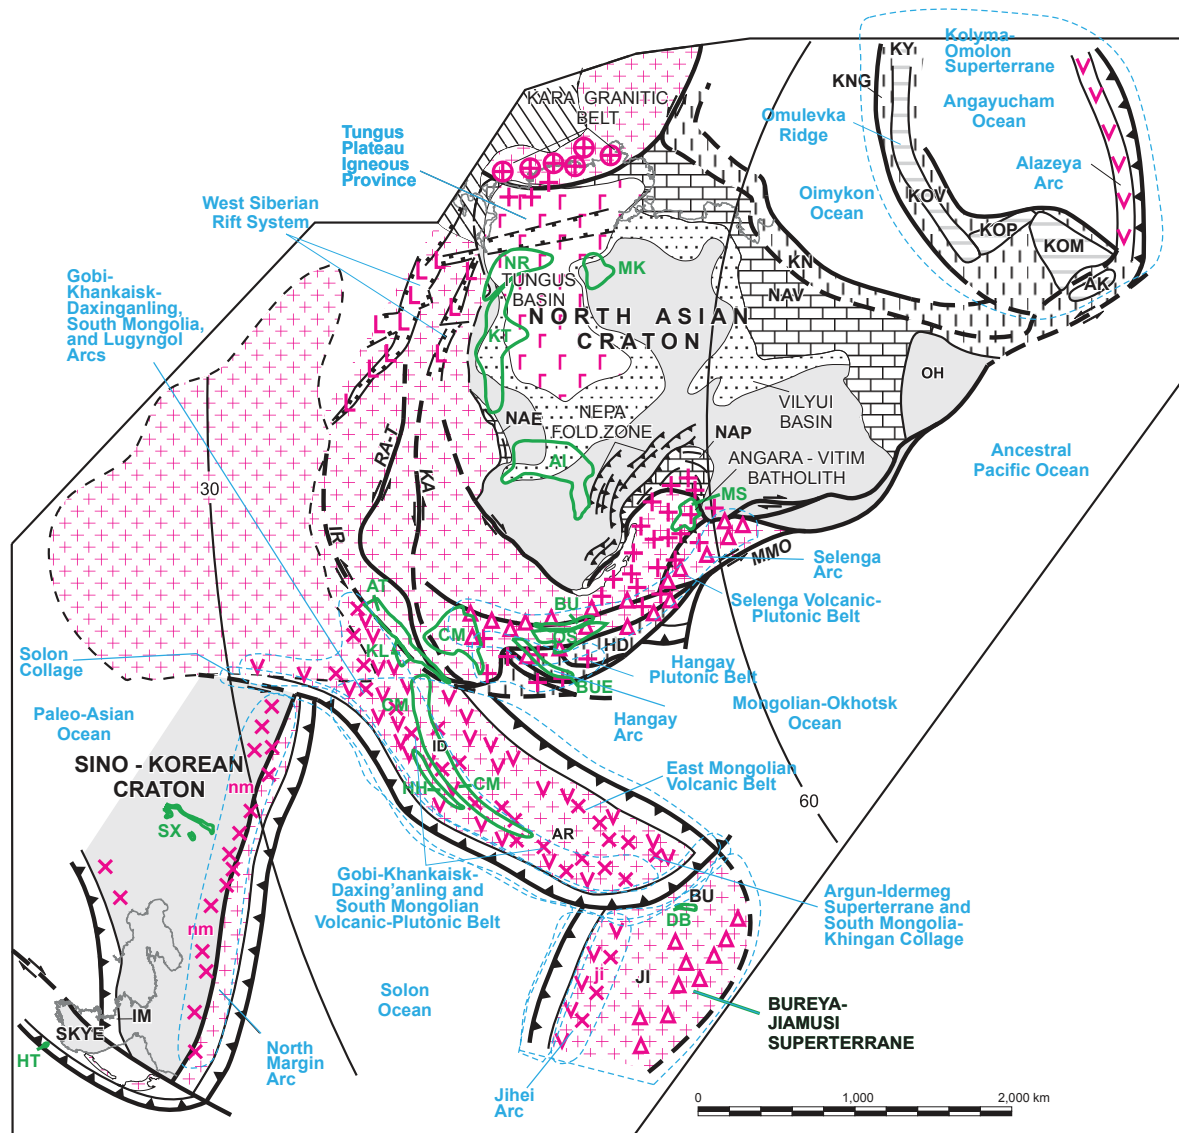 Kolyma-
Omolon
Superterrane
KY
KNG
KARA GRANITIC
BELT
Angayucham
Ocean
Omulevka
Ridge
Tungus
Plateau
Igneous
Province
Alazeya
Arc
West Siberian
Rift System
Oimykon
Ocean
KOV
KOP
KOM
KN
AK
Gobi-
Khankaisk-
Daxinganling,
South Mongolia,
and Lugyngol
Arcs
NR
MK
TUNGUS
BASIN
NAV
NORTH ASIAN
CRATON
KT
OH
NAE
NEPA
FOLD ZONE
VILYUI
BASIN
NAP
RA-T
KA
AI
ANGARA - VITIM
BATHOLITH
MS
Ancestral
Pacific Ocean
30
IR
MMO
Selenga
Arc
AT
BU
Selenga Volcanic-
Plutonic Belt
CM
DS
HD
KL
Solon
Collage
Hangay
Plutonic Belt
BUE
CM
Mongolian-Okhotsk
Ocean
Hangay
Arc
Paleo-Asian
Ocean
ID
SINO - KOREAN
CRATON
nm
HH
CM
East Mongolian
Volcanic Belt
60
SX
AR
Gobi-Khankaisk-
Daxing'anling and
South Mongolian
Volcanic-Plutonic Belt
BU
DB
Argun-Idermeg
Superterrane and
South Mongolia-
Khingan Collage
nm
ji
JI
Solon
Ocean
BUREYA-
JIAMUSI
SUPERTERRANE
IM
SKYE
HT
North
Margin
Arc
Jihei
Arc
0 1,000 2,000 km